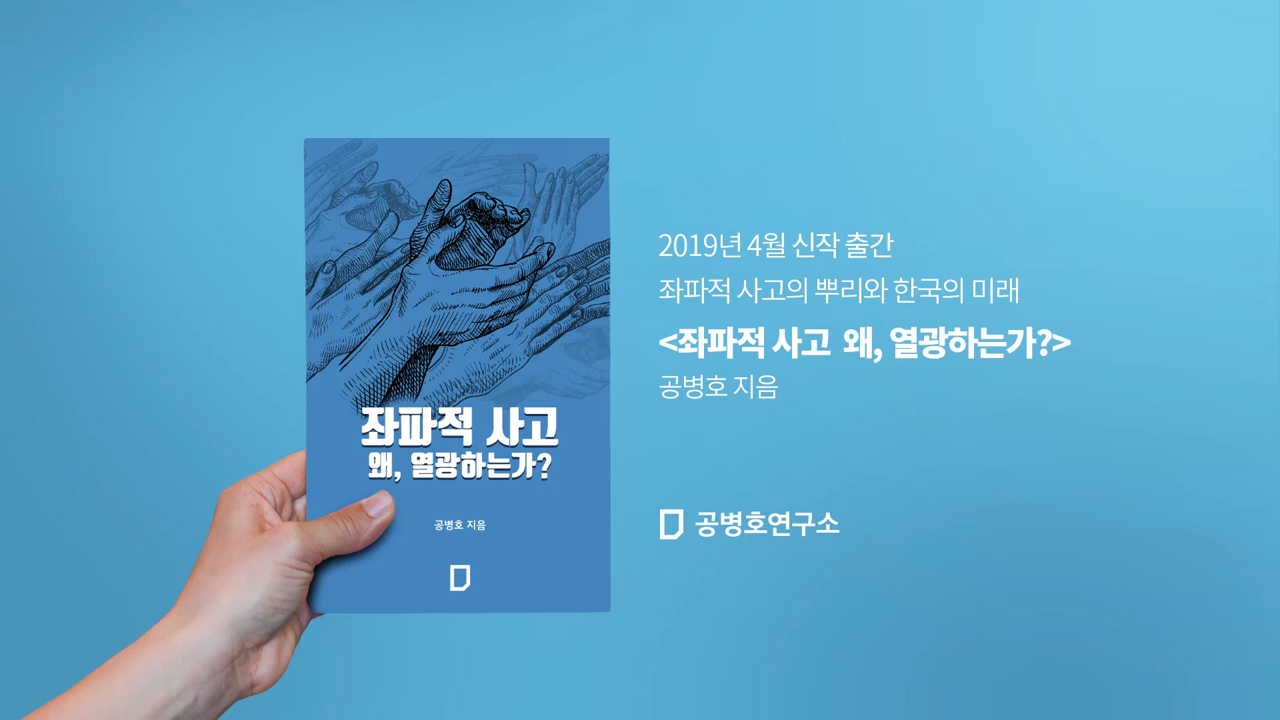 좌파적 사고
왜, 열광하는가?
공병호 지음
2019년 4월 신작 출간
좌파적 사고의 뿌리와 한국의 미래
<좌파적 사고 왜, 열광하는가?>
공병호 지음
공병호연구소